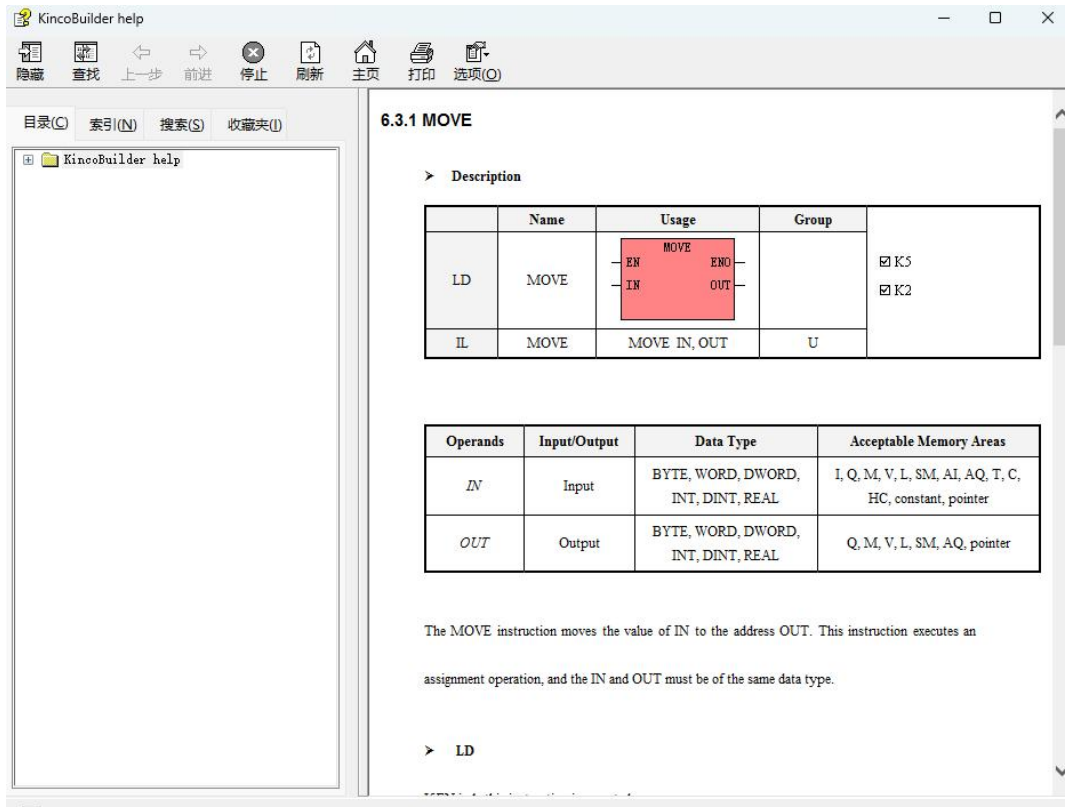 KincoBuilder help
隐藏 查找 上一步 前进 停止 刷新 主页 打印 选项(O)
目录(C) 索引(N) 搜索(S) 收藏夹(I)
KincoBuilder help
6.3.1 MOVE
➢ Description
Name Usage Group
LD MOVE
MOVE
EN ENO
IN OUT
☑ K5
☑ K2
IL MOVE MOVE IN, OUT U
Operands Input/Output Data Type Acceptable Memory Areas
IN Input BYTE, WORD, DWORD, I, Q, M, V, L, SM, AI, AQ, T, C,
INT, DINT, REAL HC, constant, pointer
OUT Output BYTE, WORD, DWORD, Q, M, V, L, SM, AQ, pointer
INT, DINT, REAL
The MOVE instruction moves the value of IN to the address OUT. This instruction executes an
assignment operation, and the IN and OUT must be of the same data type.
➢ LD